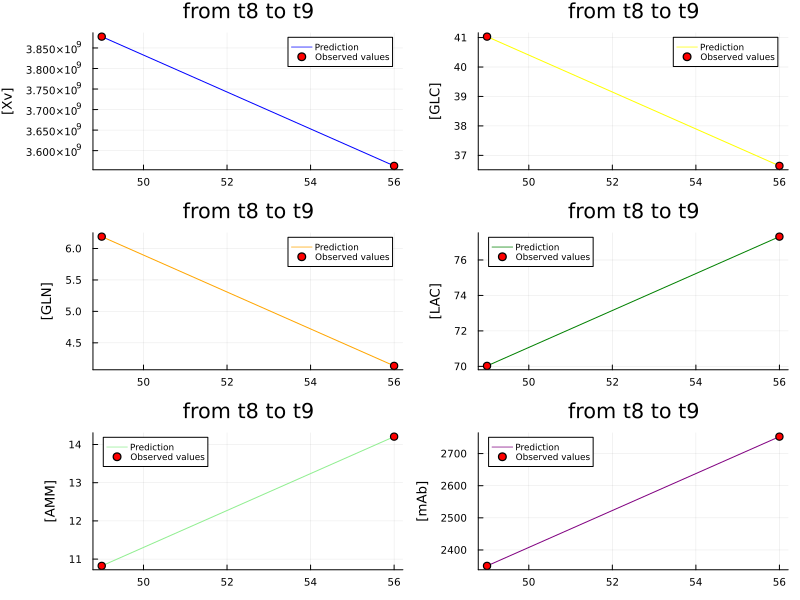 from t8 to t9
from t8 to t9
[Xv]
3.850×10⁹
3.800×10⁹
3.750×10⁹
3.700×10⁹
3.650×10⁹
3.600×10⁹
Prediction
Observed values
50 52 54 56
[GLC]
41
40
39
38
37
Prediction
Observed values
50 52 54 56
from t8 to t9
from t8 to t9
[GLN]
6.0
5.5
5.0
4.5
Prediction
Observed values
50 52 54 56
[LAC]
76
74
72
70
Prediction
Observed values
50 52 54 56
from t8 to t9
from t8 to t9
[AMM]
14
13
12
11
Prediction
Observed values
50 52 54 56
[mAb]
2700
2600
2500
2400
Prediction
Observed values
50 52 54 56